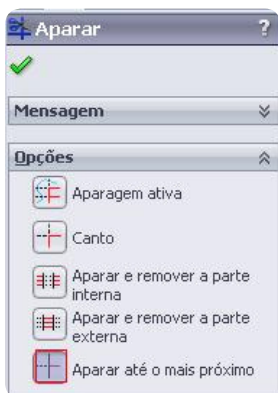 Aparar ?
Mensagem
Opções
Aparagem ativa
Canto
Aparar e remover a parte
interna
Aparar e remover a parte
externa
Aparar até o mais próximo